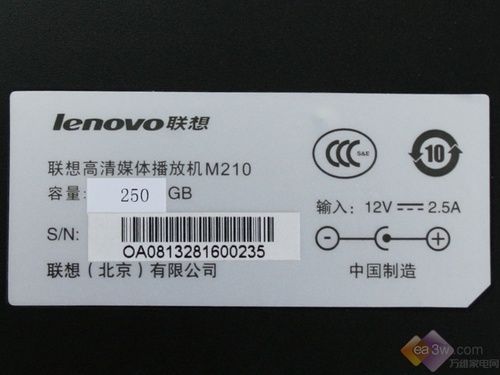 lenovo联想
联想高清媒体播放机M210
容量: 250 GB
S/N:
OA0813281600235
联想（北京）有限公司
CCC S&E
10
输入: 12V 2.5A
- +
中国制造
ea3w.com
万维家电网